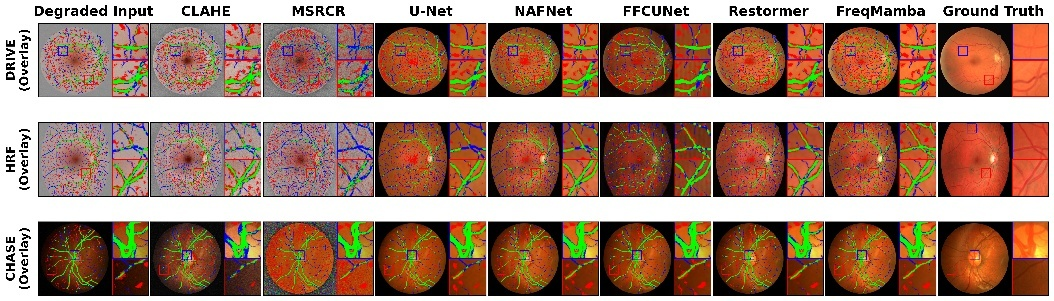 Degraded Input CLAHE MSRCR U-Net NAFNet FFCUNet Restormer FreqMamba Ground Truth
DRIVE
(Overlay)
HRF
(Overlay)
CHASE
(Overlay)